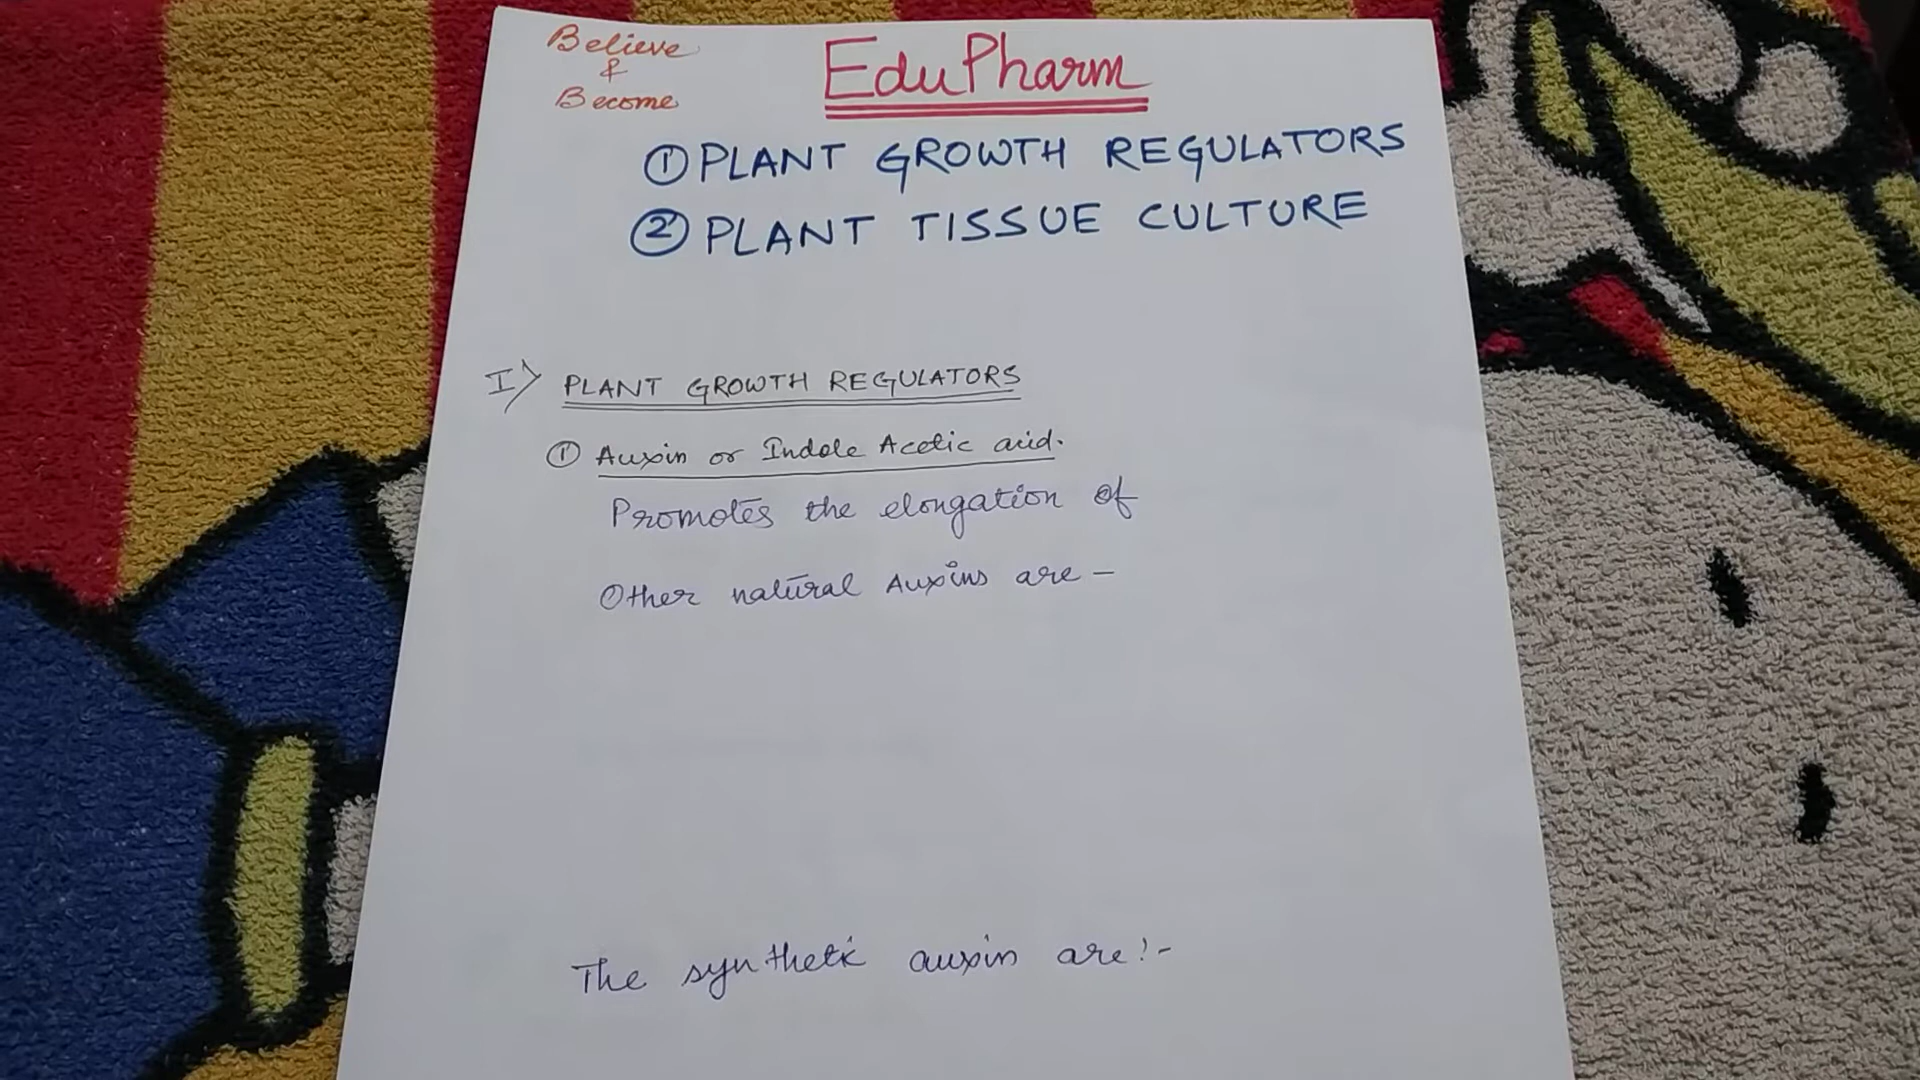 Believe
&
Become
EduPharm
① PLANT GROWTH REGULATORS
② PLANT TISSUE CULTURE
I> PLANT GROWTH REGULATORS
① Auxin or Indole Acetic acid.
Promotes the elongation of
Other natural Auxins are -
The synthetic auxin are :-